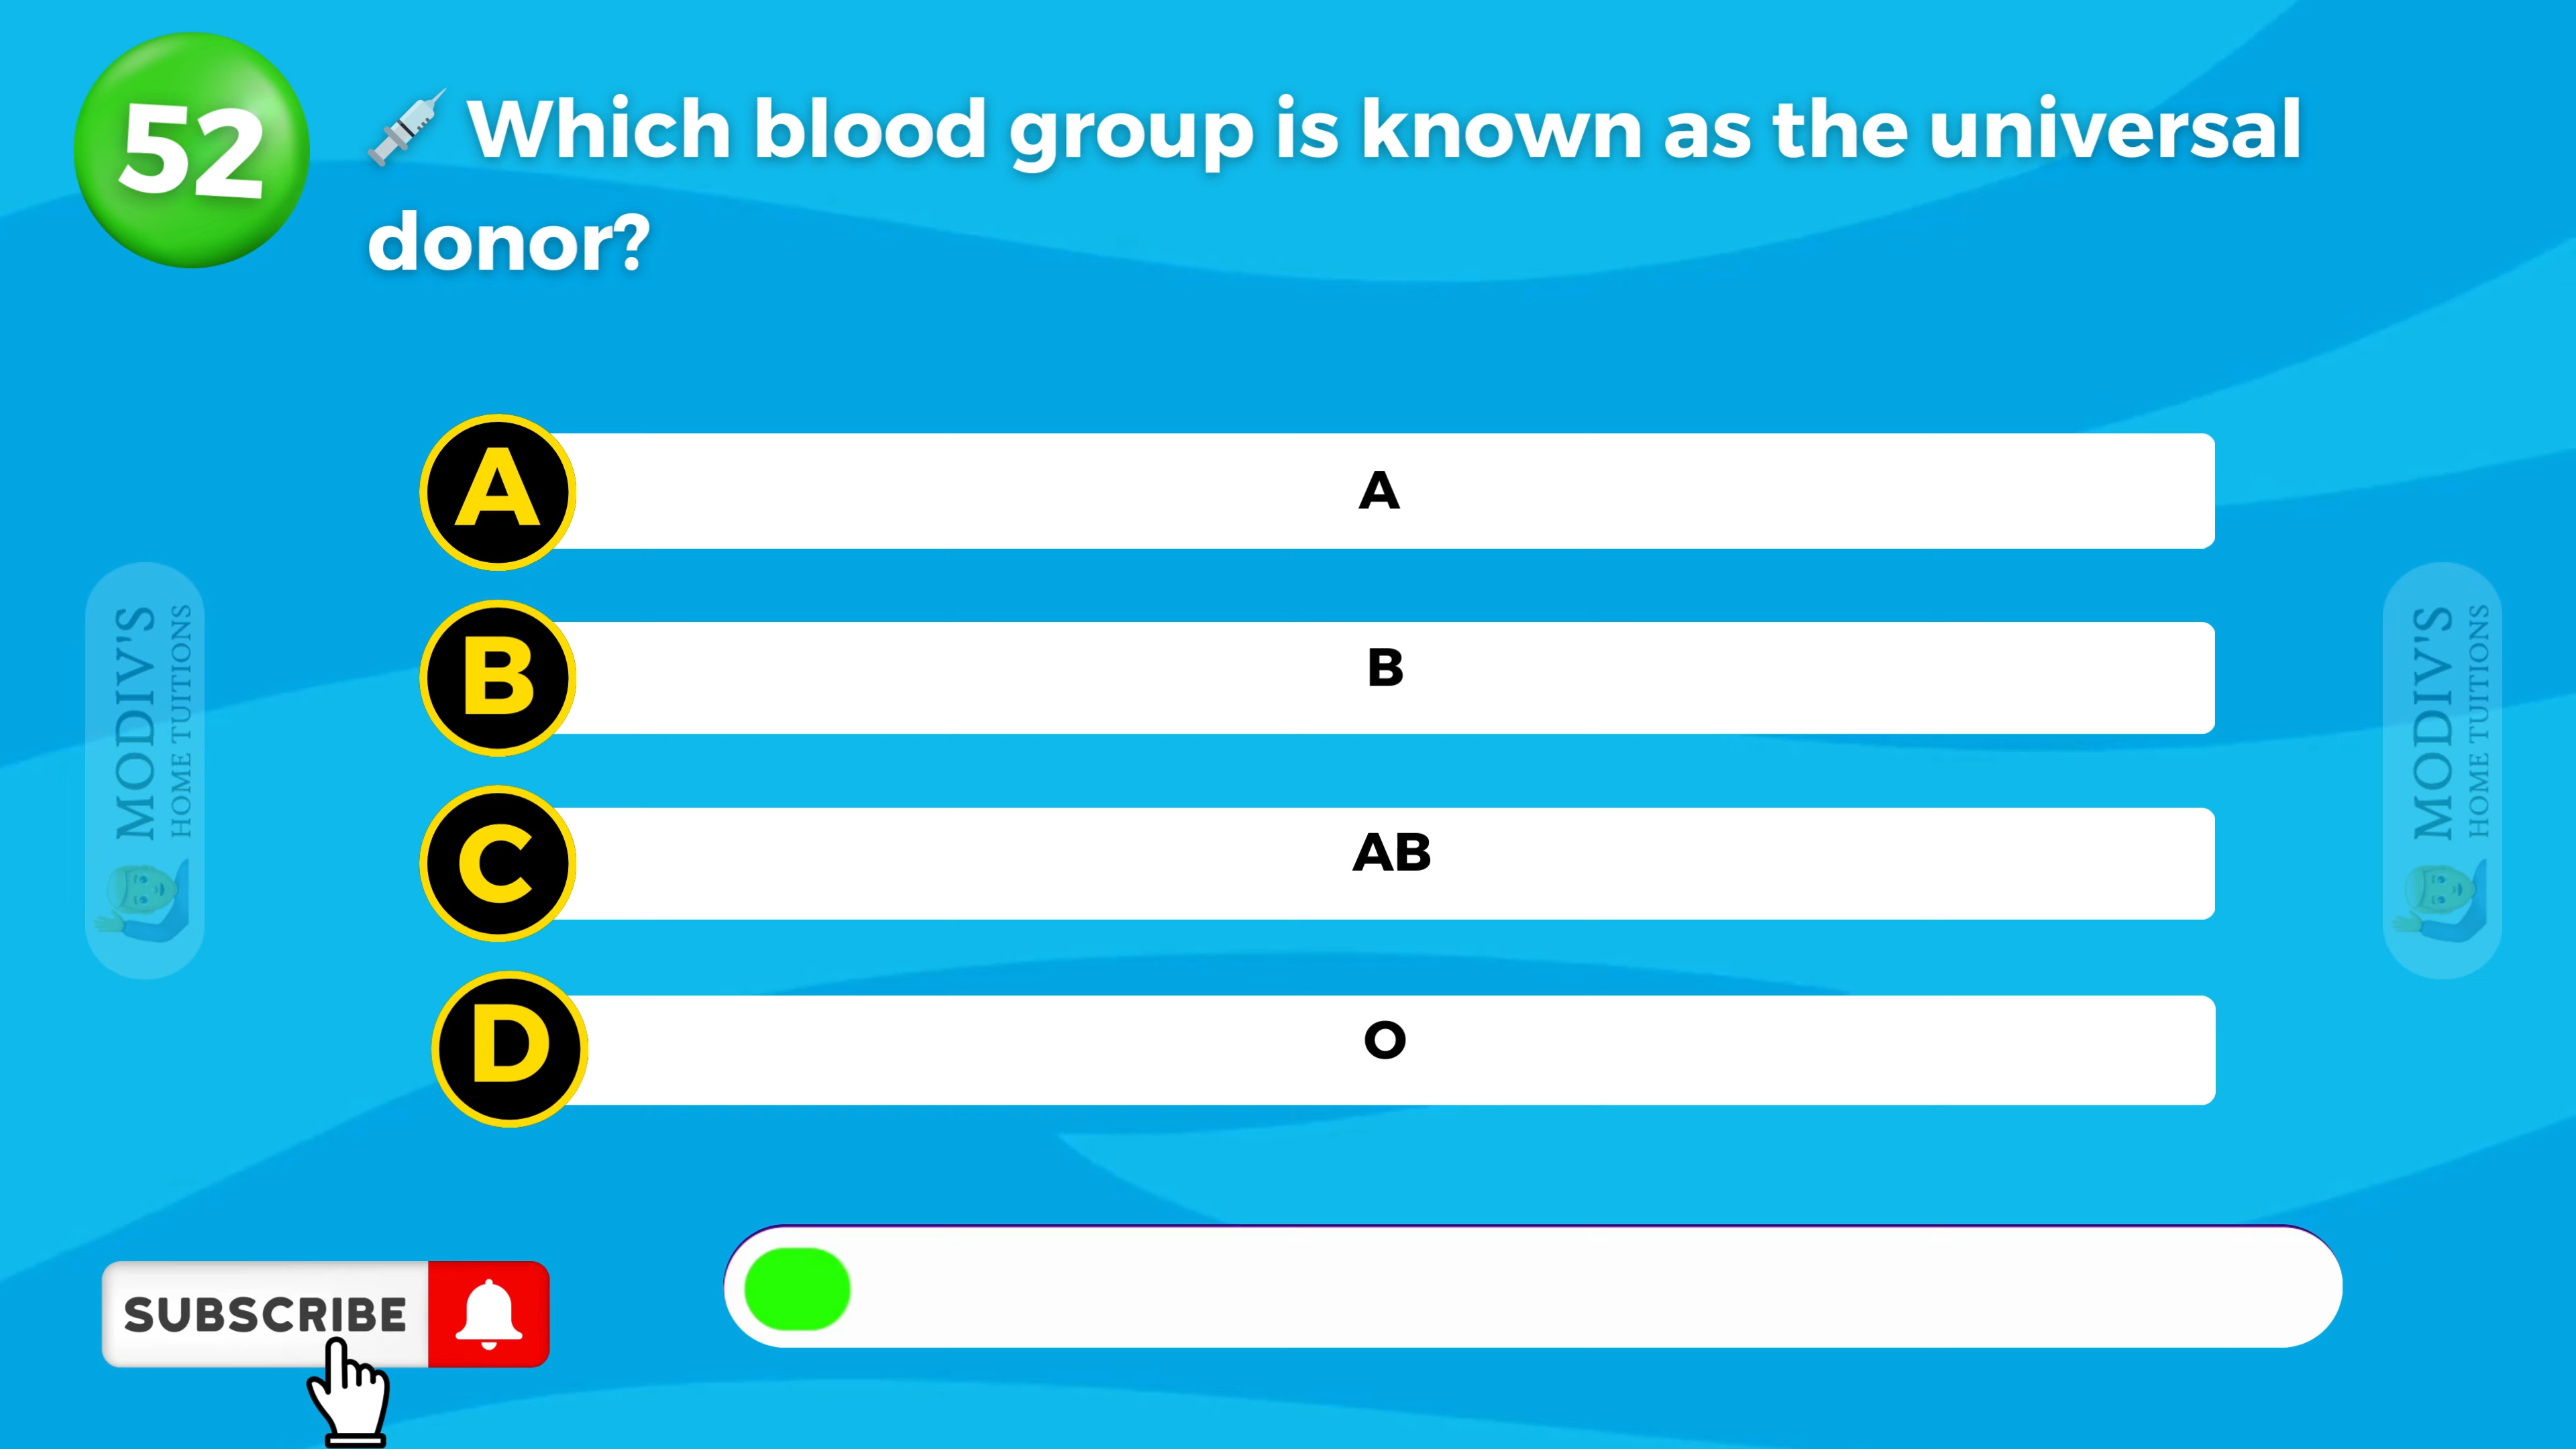 52
💉 Which blood group is known as the universal
donor?
A
A
B
B
C
AB
D
O
MODIV'S
HOME TUITIONS
MODIV'S
HOME TUITIONS
SUBSCRIBE